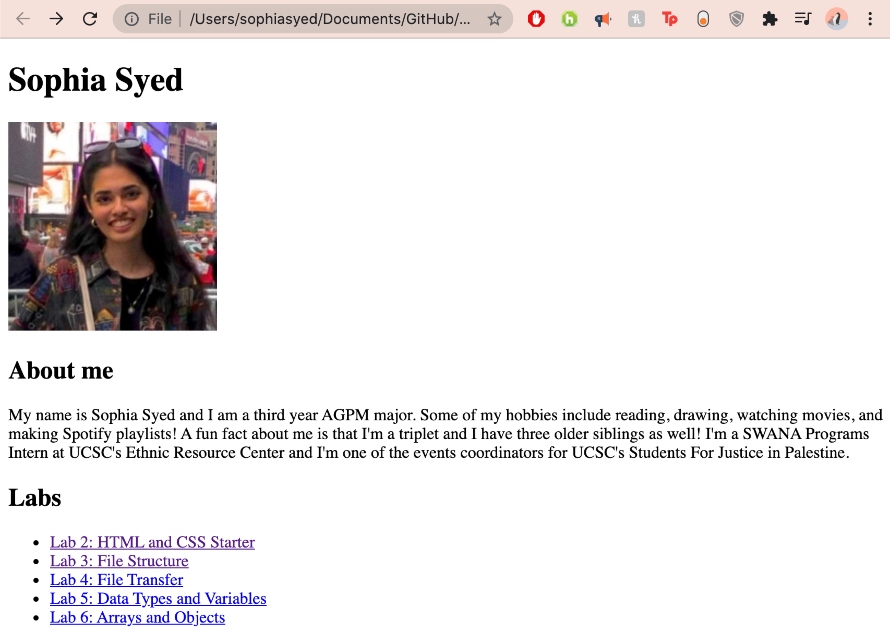 File | /Users/sophiasyed/Documents/GitHub/...
Sophia Syed
About me
My name is Sophia Syed and I am a third year AGPM major. Some of my hobbies include reading, drawing, watching movies, and
making Spotify playlists! A fun fact about me is that I'm a triplet and I have three older siblings as well! I'm a SWANA Programs
Intern at UCSC's Ethnic Resource Center and I'm one of the events coordinators for UCSC's Students For Justice in Palestine.
Labs
• Lab 2: HTML and CSS Starter
• Lab 3: File Structure
• Lab 4: File Transfer
• Lab 5: Data Types and Variables
• Lab 6: Arrays and Objects